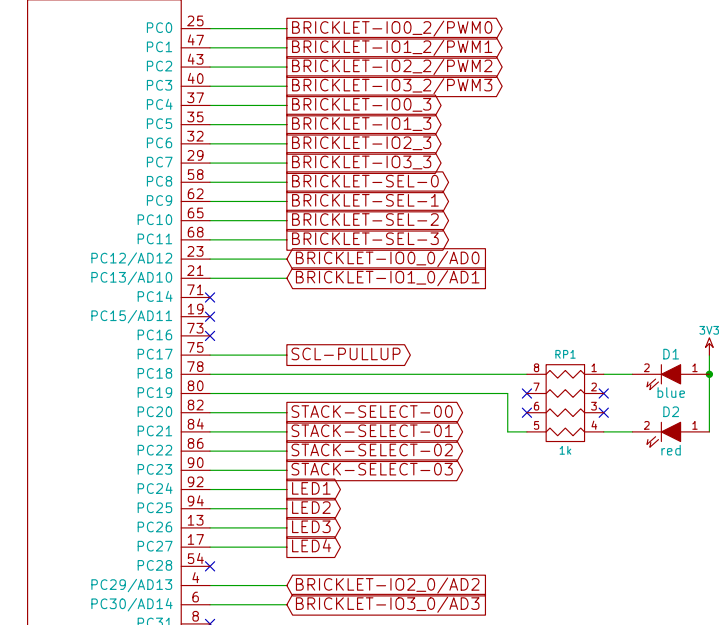 PC0 25 BRICKLET-IO0_2/PWM0
PC1 47 BRICKLET-IO1_2/PWM1
PC2 43 BRICKLET-IO2_2/PWM2
PC3 40 BRICKLET-IO3_2/PWM3
PC4 37 BRICKLET-IO0_3
PC5 35 BRICKLET-IO1_3
PC6 32 BRICKLET-IO2_3
PC7 29 BRICKLET-IO3_3
PC8 58 BRICKLET-SEL-0
PC9 62 BRICKLET-SEL-1
PC10 65 BRICKLET-SEL-2
PC11 68 BRICKLET-SEL-3
PC12/AD12 23 BRICKLET-IO0_0/AD0
PC13/AD10 21 BRICKLET-IO1_0/AD1
PC14 71
PC15/AD11 19
PC16 73
3V3
PC17 75 SCL-PULLUP RP1 D1
PC18 78 8 1 2 1
PC19 80 7 2 blue
PC20 82 STACK-SELECT-00 6 3 D2
PC21 84 STACK-SELECT-01 5 4 2 1
PC22 86 STACK-SELECT-02 1k red
PC23 90 STACK-SELECT-03
PC24 92 LED1
PC25 94 LED2
PC26 13 LED3
PC27 17 LED4
PC28 54
PC29/AD13 4 BRICKLET-IO2_0/AD2
PC30/AD14 6 BRICKLET-IO3_0/AD3
PC31 8